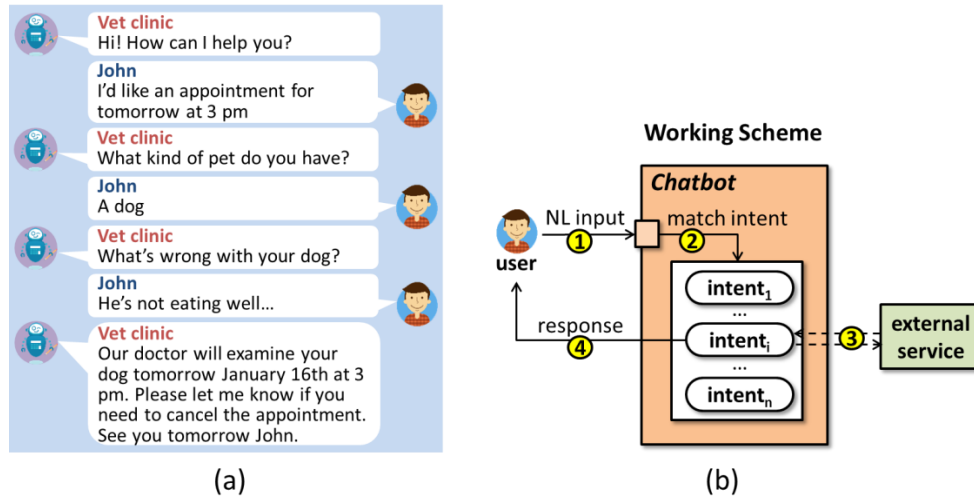 Vet clinic
Hi! How can I help you?
John
I'd like an appointment for
tomorrow at 3 pm
Vet clinic
What kind of pet do you have?
John
A dog
Vet clinic
What's wrong with your dog?
John
He's not eating well...
Vet clinic
Our doctor will examine your
dog tomorrow January 16th at 3
pm. Please let me know if you
need to cancel the appointment.
See you tomorrow John.
(a)
Working Scheme
Chatbot
NL input
match intent
1
2
user
intent1
...
response
4
intenti
3
external
service
...
intentn
(b)